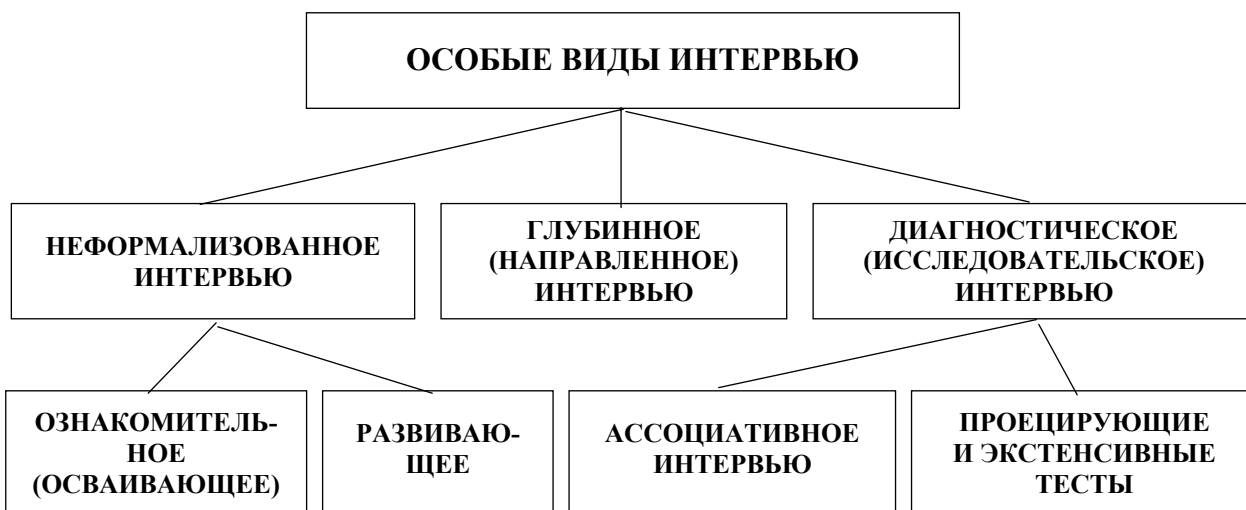 ОСОБЫЕ ВИДЫ ИНТЕРВЬЮ
НЕФОРМАЛИЗОВАННОЕ
ИНТЕРВЬЮ
ГЛУБИННОЕ
(НАПРАВЛЕННОЕ)
ИНТЕРВЬЮ
ДИАГНОСТИЧЕСКОЕ
(ИССЛЕДОВАТЕЛЬСКОЕ)
ИНТЕРВЬЮ
ОЗНАКОМИТЕЛЬ-
НОЕ
(ОСВАИВАЮЩЕЕ)
РАЗВИВАЮ-
ЩЕЕ
АССОЦИАТИВНОЕ
ИНТЕРВЬЮ
ПРОЕЦИРУЮЩИЕ
И ЭКСТЕНСИВНЫЕ
ТЕСТЫ